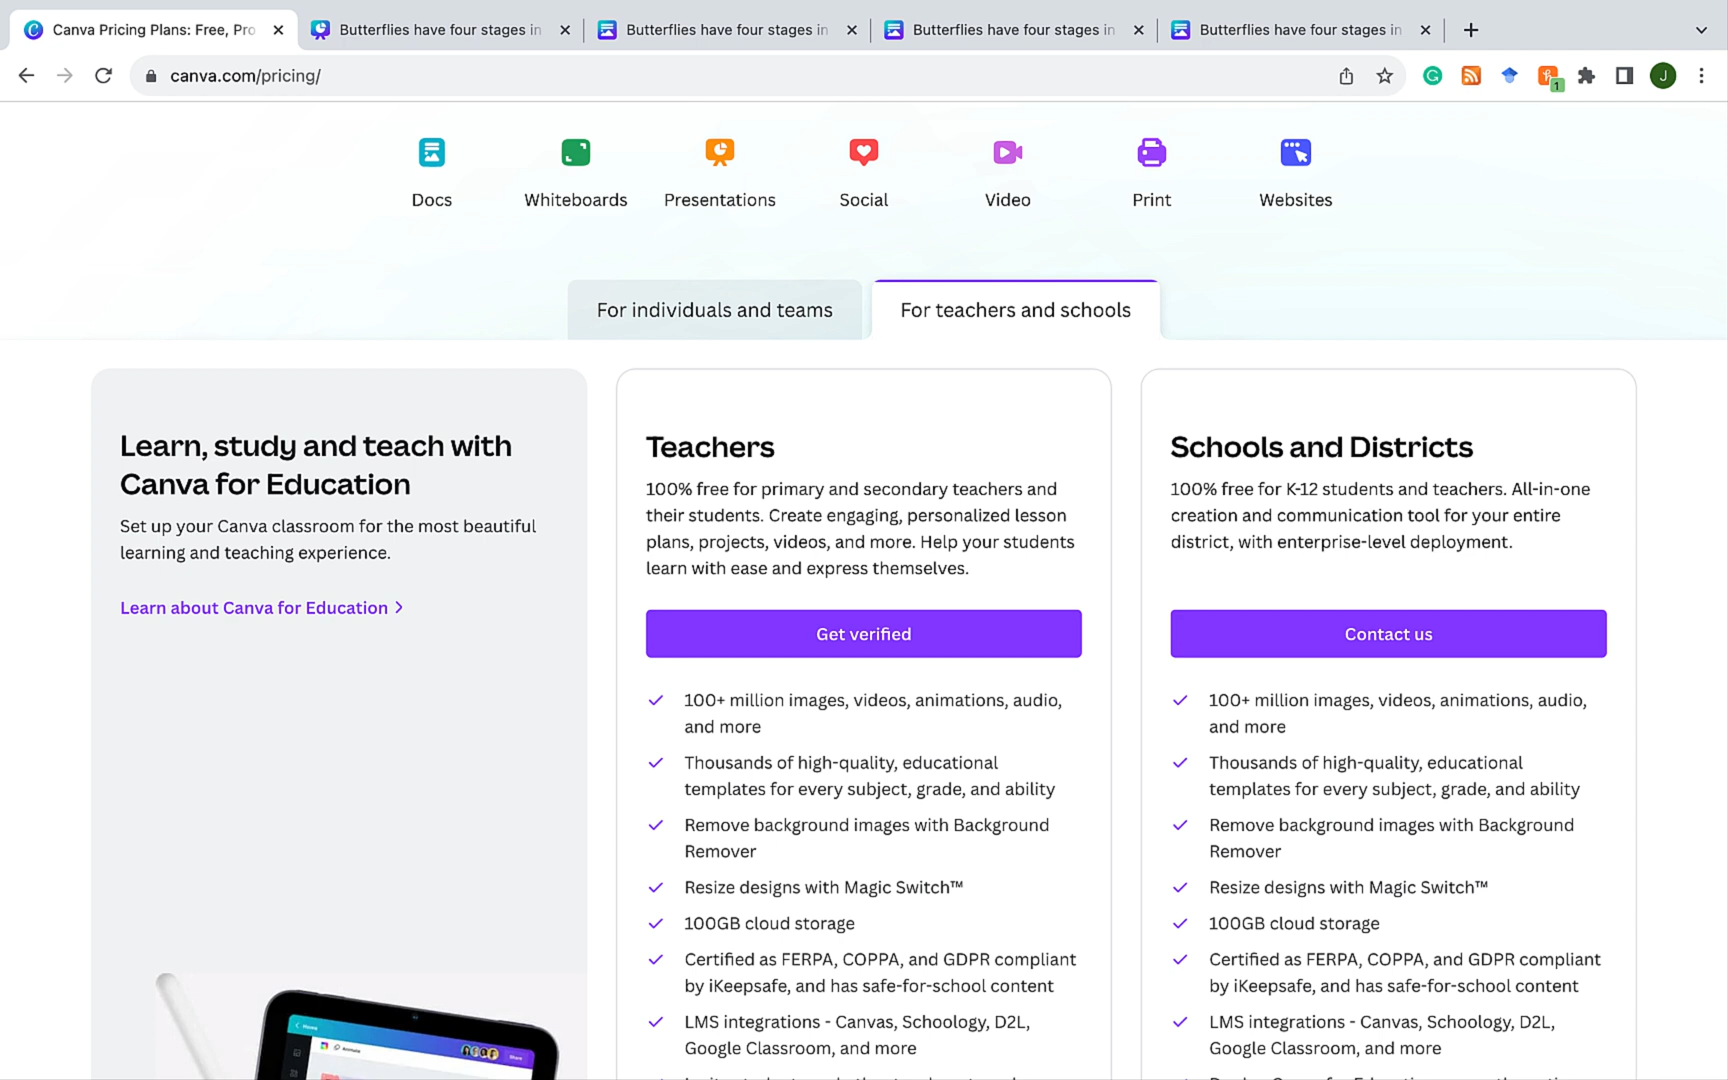 Canva Pricing Plans: Free, Pro
Butterflies have four stages in
Butterflies have four stages in
Butterflies have four stages in
Butterflies have four stages in
canva.com/pricing/
1
J
Docs
Whiteboards
Presentations
Social
Video
Print
Websites
For individuals and teams
For teachers and schools
Learn, study and teach with
Canva for Education
Set up your Canva classroom for the most beautiful
learning and teaching experience.
Learn about Canva for Education
Teachers
100% free for primary and secondary teachers and
their students. Create engaging, personalized lesson
plans, projects, videos, and more. Help your students
learn with ease and express themselves.
Get verified
100+ million images, videos, animations, audio,
and more
Thousands of high-quality, educational
templates for every subject, grade, and ability
Remove background images with Background
Remover
Resize designs with Magic Switch™
100GB cloud storage
Certified as FERPA, COPPA, and GDPR compliant
by iKeepsafe, and has safe-for-school content
LMS integrations - Canvas, Schoology, D2L,
Google Classroom, and more
Schools and Districts
100% free for K-12 students and teachers. All-in-one
creation and communication tool for your entire
district, with enterprise-level deployment.
Contact us
100+ million images, videos, animations, audio,
and more
Thousands of high-quality, educational
templates for every subject, grade, and ability
Remove background images with Background
Remover
Resize designs with Magic Switch™
100GB cloud storage
Certified as FERPA, COPPA, and GDPR compliant
by iKeepsafe, and has safe-for-school content
LMS integrations - Canvas, Schoology, D2L,
Google Classroom, and more
Home
Animate
Share